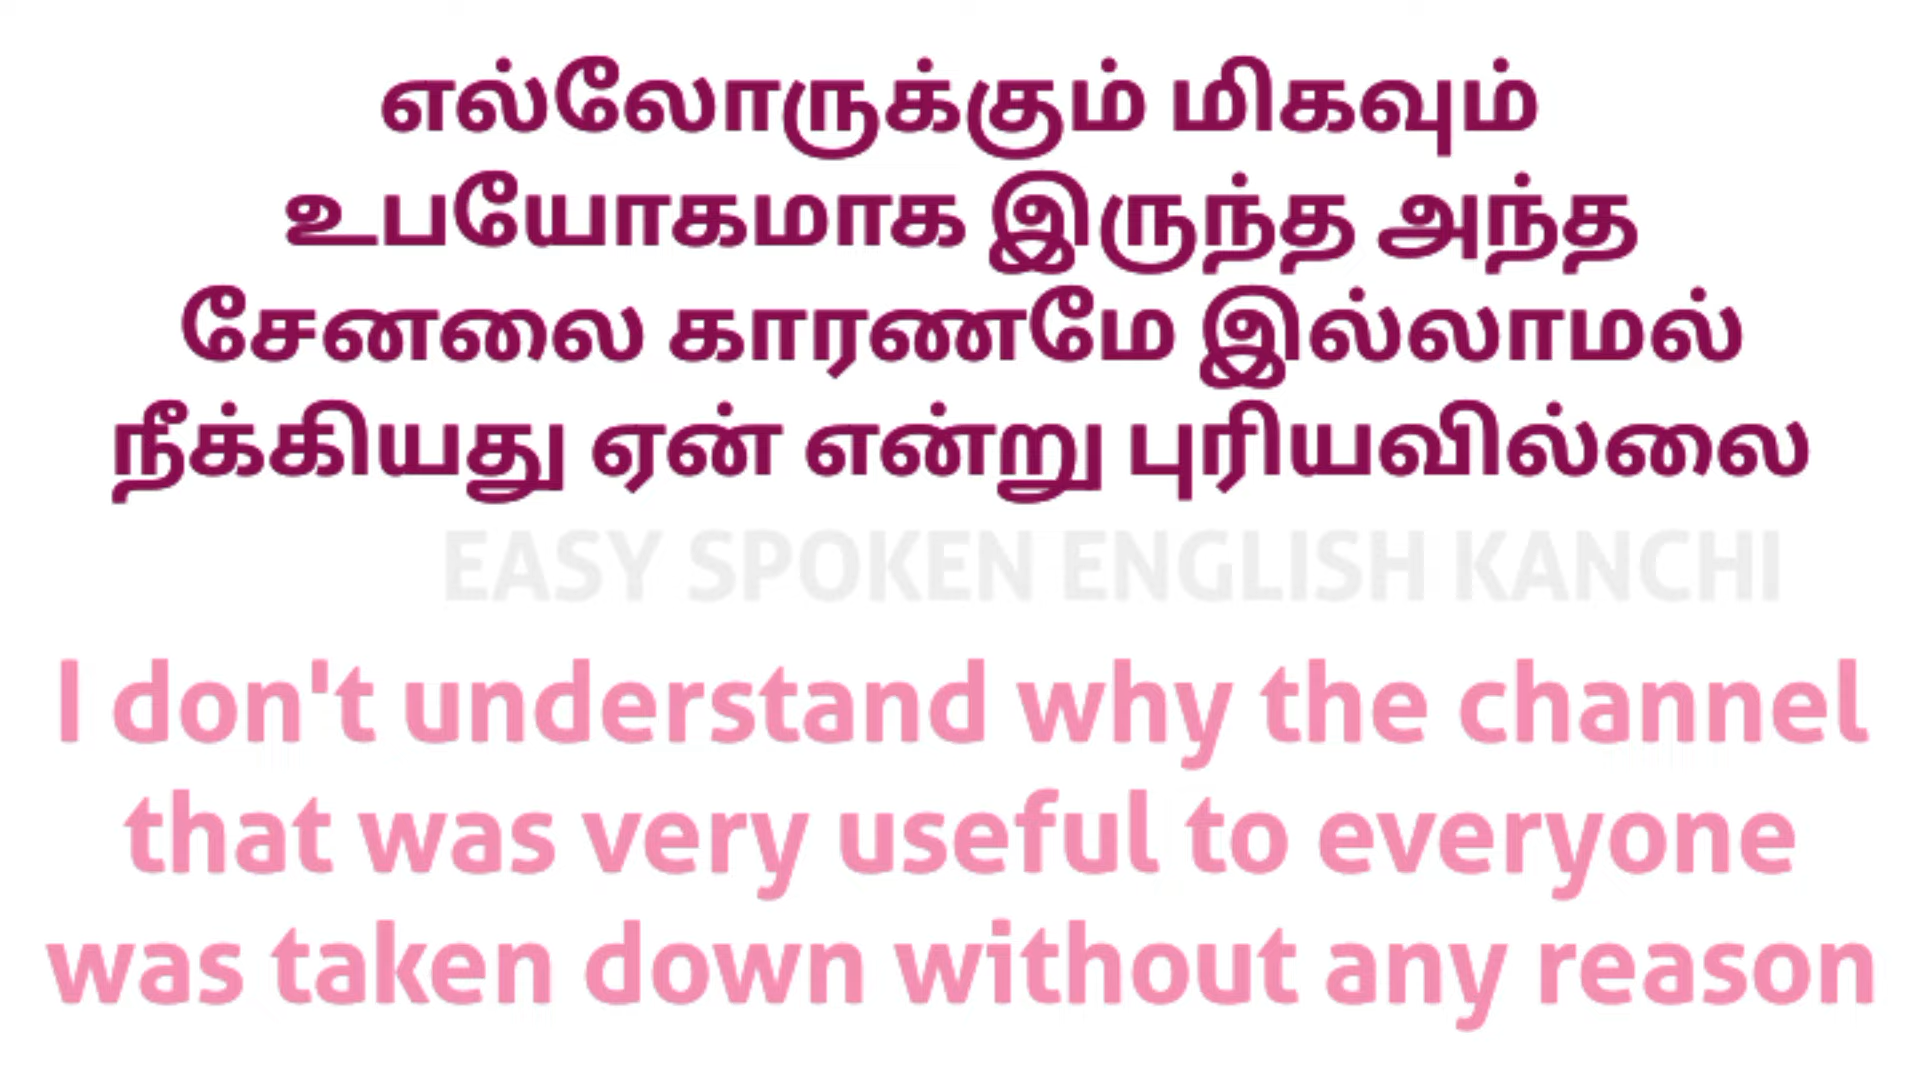 எல்லோருக்கும் மிகவும்
உபயோகமாக இருந்த அந்த
சேனலை காரணமே இல்லாமல்
நீக்கியது ஏன் என்று புரியவில்லை
EASY SPOKEN ENGLISH KANCHI
I don't understand why the channel
that was very useful to everyone
was taken down without any reason